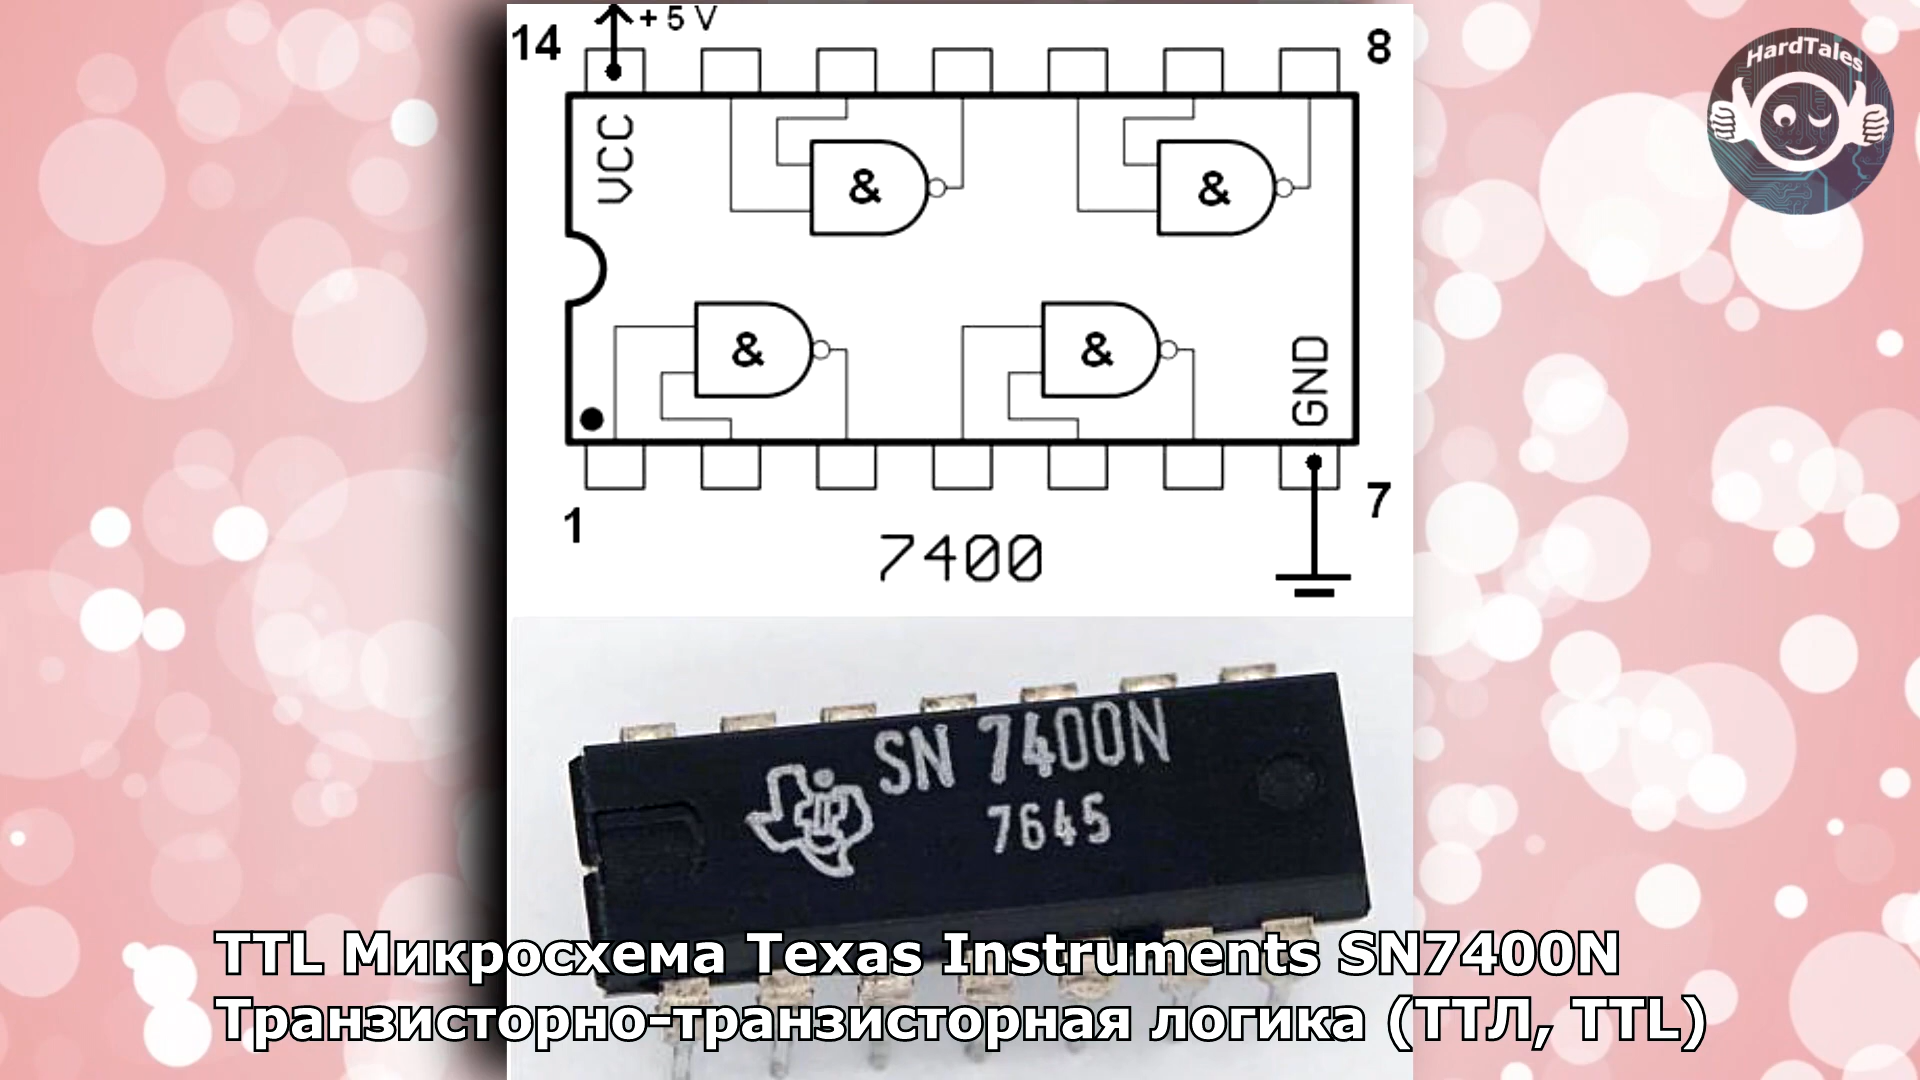 14
+ 5 V
8
HardTales
VCC
&
&
&
&
GND
1
7
7400
SN 7400N
7645
TTL Микросхема Texas Instruments SN7400N
Транзисторно-транзисторная логика (ТТЛ, TTL)